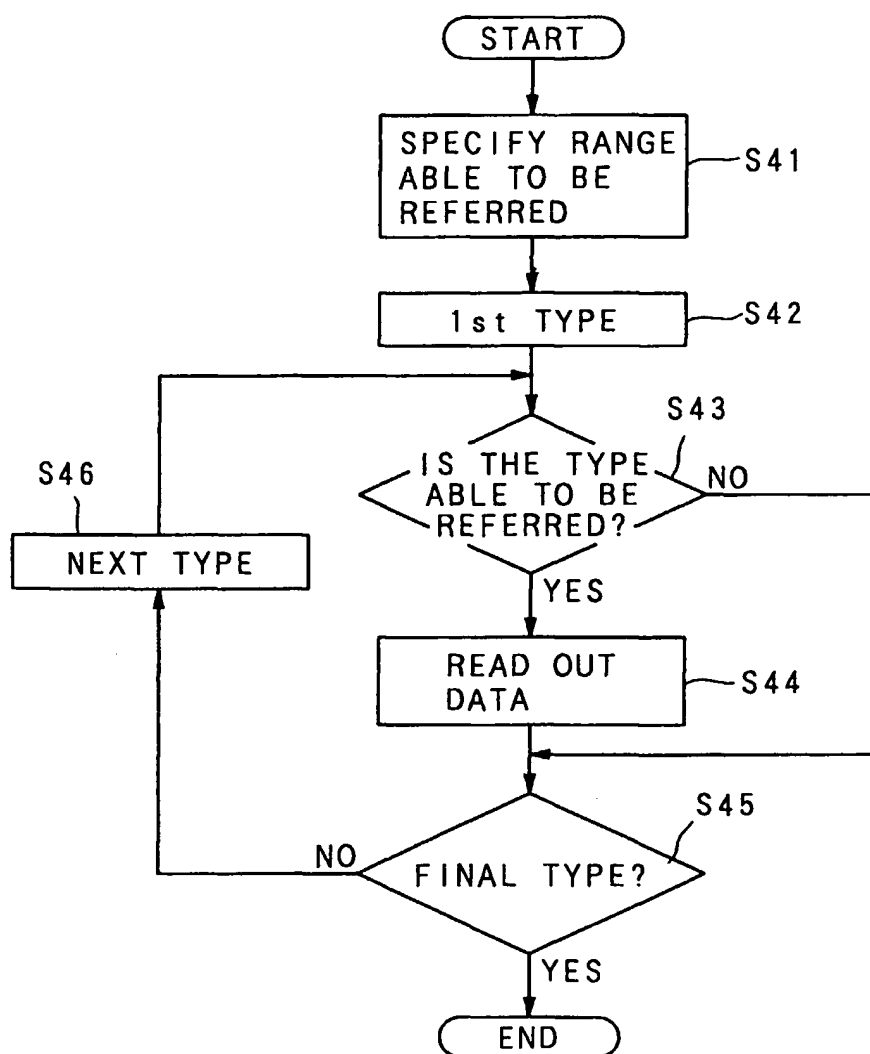 START
SPECIFY RANGE
ABLE TO BE
REFERRED
S41
1st TYPE
S42
S43
IS THE TYPE
ABLE TO BE
REFERRED?
NO
S46
NEXT TYPE
YES
READ OUT
DATA
S44
S45
NO
FINAL TYPE?
YES
END